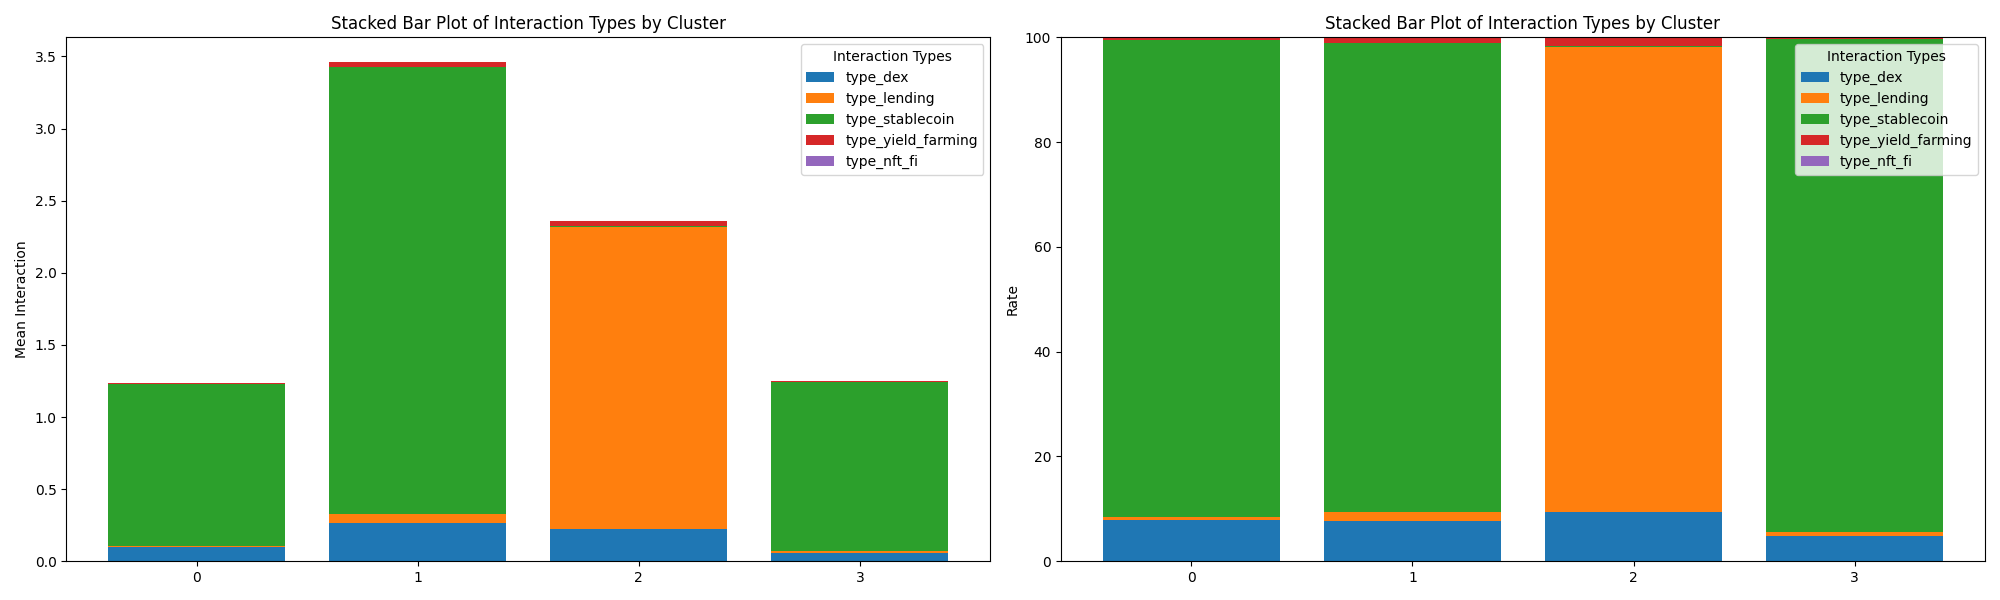 Stacked Bar Plot of Interaction Types by Cluster
Mean Interaction
3.5
3.0
2.5
2.0
1.5
1.0
0.5
0.0
0 1 2 3
Interaction Types
type_dex
type_lending
type_stablecoin
type_yield_farming
type_nft_fi
Stacked Bar Plot of Interaction Types by Cluster
Rate
100
80
60
40
20
0
0 1 2 3
Interaction Types
type_dex
type_lending
type_stablecoin
type_yield_farming
type_nft_fi